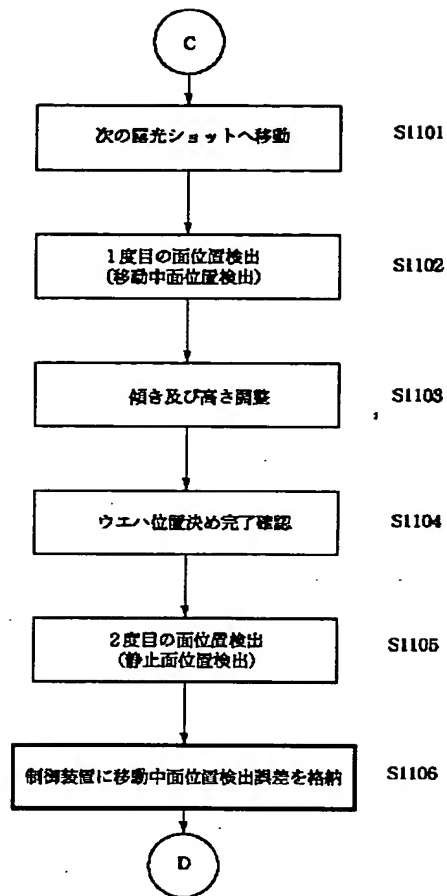 C
次の露光ショットへ移動 S1101
1度目の面位置検出
(移動中面位置検出) S1102
傾き及び高さ調整 S1103
ウエハ位置決め完了確認 S1104
2度目の面位置検出
(静止面位置検出) S1105
制御装置に移動中面位置検出誤差を格納 S1106
D